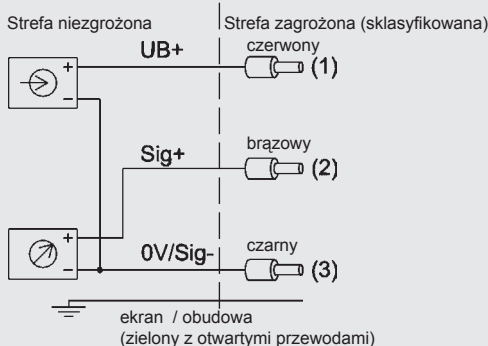 Strefa niezgrożona
Strefa zagrożona (sklasyfikowana)
UB+
czerwony
+
(1)
−
Sig+
brązowy
(2)
+
0V/Sig-
czarny
−
(3)
ekran / obudowa
(zielony z otwartymi przewodami)